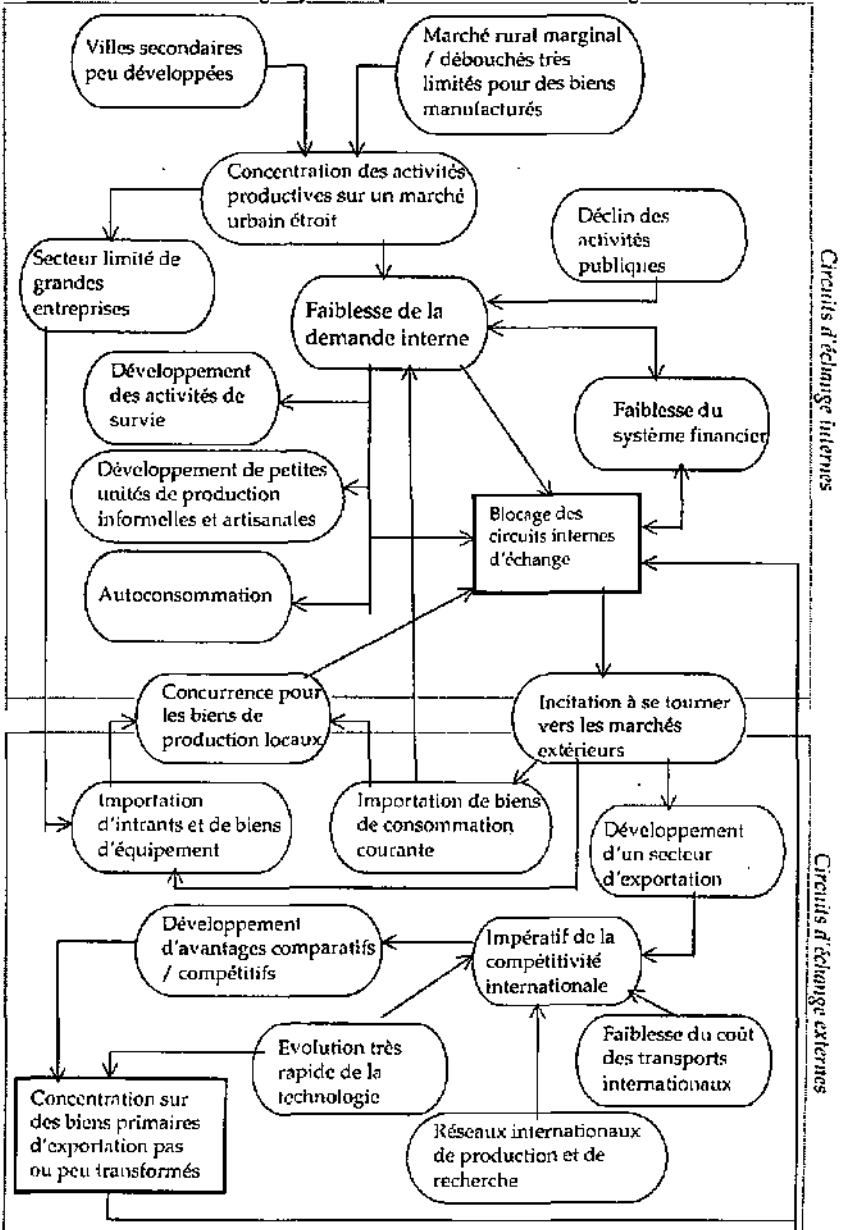 Villes secondaires
peu développées
Marché rural marginal
/ débouchés très
limités pour des biens
manufacturés
Concentration des activités
productives sur un marché
urbain étroit
Déclin des
activités
publiques
Secteur limité de
grandes
entreprises
Faiblesse de la
demande interne
Circuits d'échange internes
Développement
des activités de
survie
Faiblesse du
système financier
Développement de petites
unités de production
informelles et artisanales
Blocage des
circuits internes
d'échange
Autoconsommation
Concurrence pour
les biens de
production locaux
Incitation à se tourner
vers les marchés
extérieurs
Importation
d'intrants et de biens
d'équipement
Importation de biens
de consommation
courante
Développement
d'un secteur
d'exportation
Circuits d'échange externes
Développement
d'avantages comparatifs
/ compétitifs
Impératif de la
compétitivité
internationale
Evolution très
rapide de la
technologie
Faiblesse du coût
des transports
internationaux
Concentration sur
des biens primaires
d'exportation pas
ou peu transformés
Réseaux internationaux
de production et de
recherche